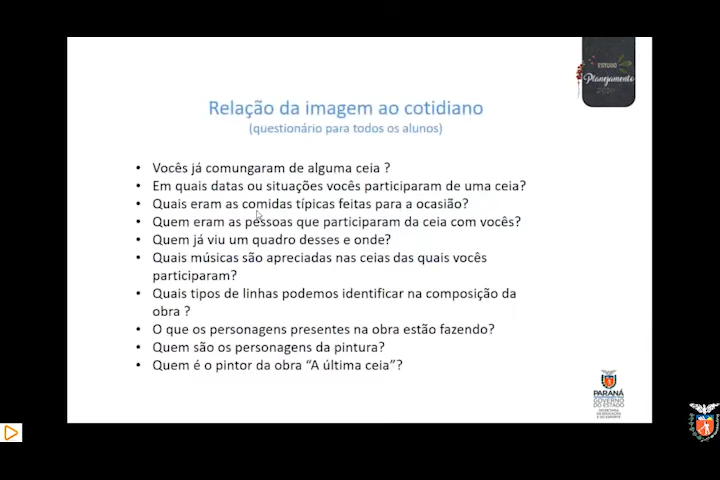 ESTUDO
Planejamento
Relação da imagem ao cotidiano
(questionário para todos os alunos)
• Vocês já comungaram de alguma ceia ?
• Em quais datas ou situações vocês participaram de uma ceia?
• Quais eram as comidas típicas feitas para a ocasião?
• Quem eram as pessoas que participaram da ceia com vocês?
• Quem já viu um quadro desses e onde?
• Quais músicas são apreciadas nas ceias das quais vocês
participaram?
• Quais tipos de linhas podemos identificar na composição da
obra ?
• O que os personagens presentes na obra estão fazendo?
• Quem são os personagens da pintura?
• Quem é o pintor da obra “A última ceia”?
PARANÁ
GOVERNO DO ESTADO
SECRETARIA
DA EDUCAÇÃO
E DO ESPORTE